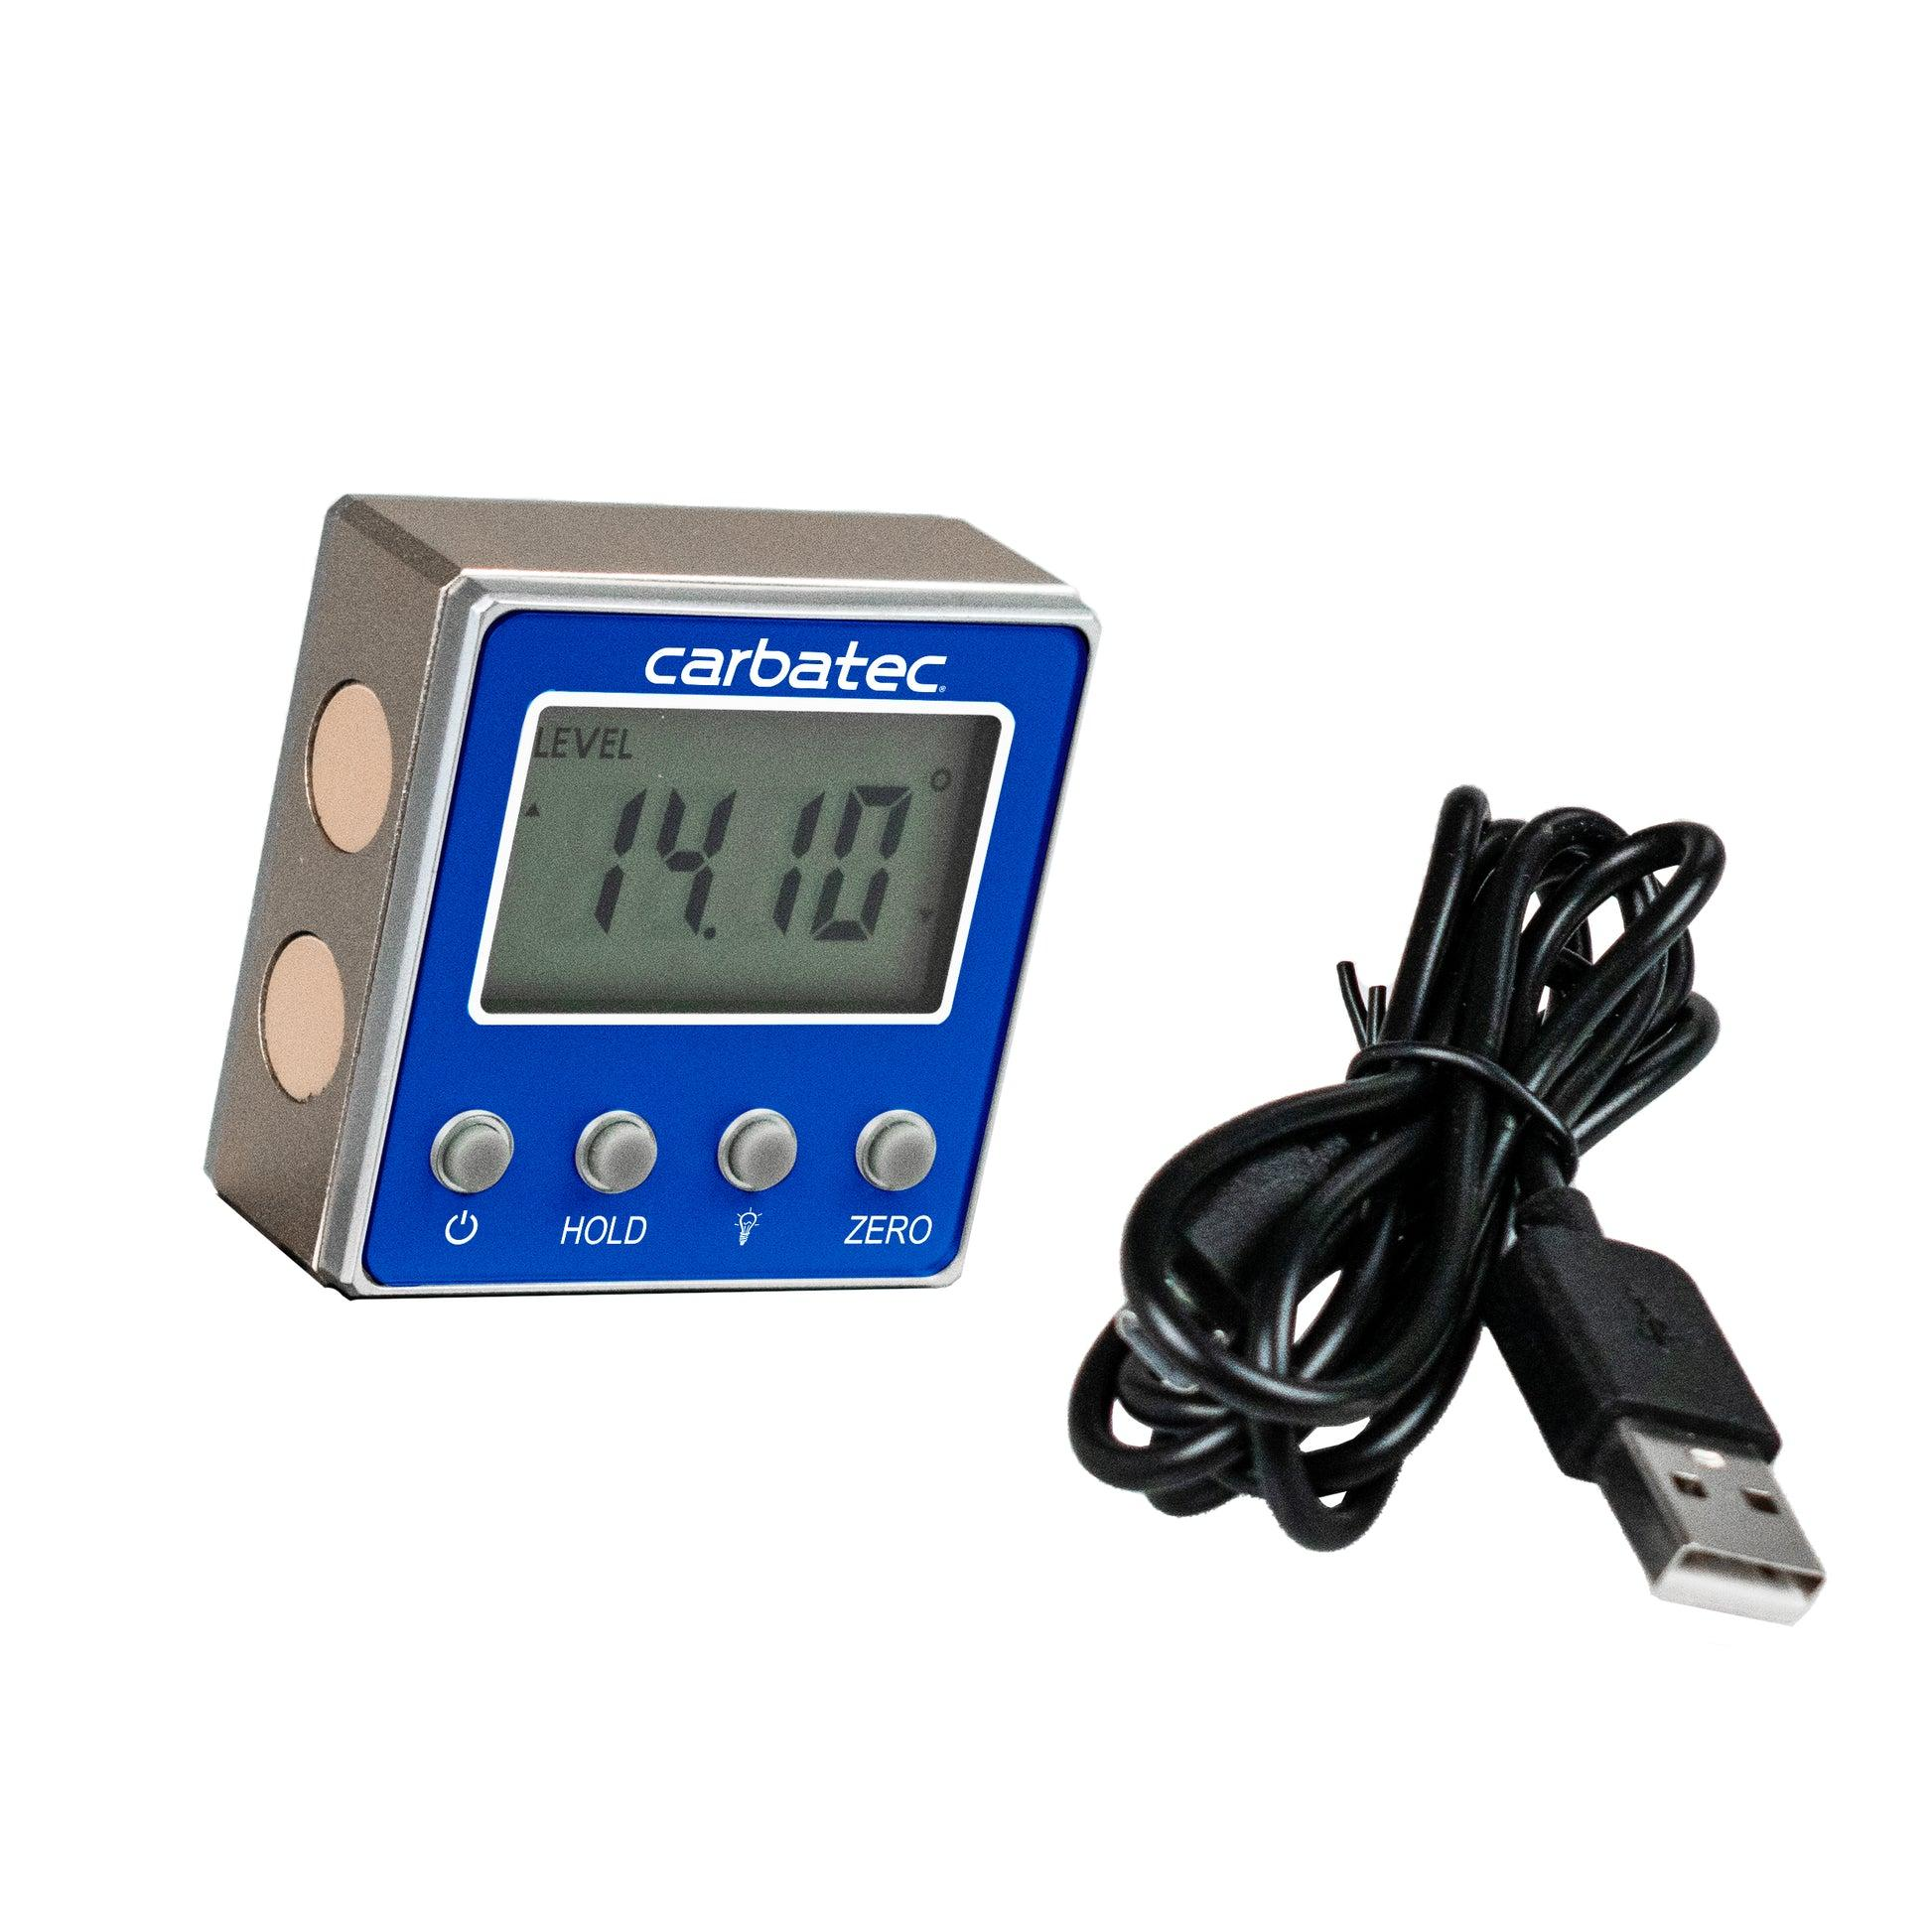 carbatec®
LEVEL
14.10°
HOLD
ZERO